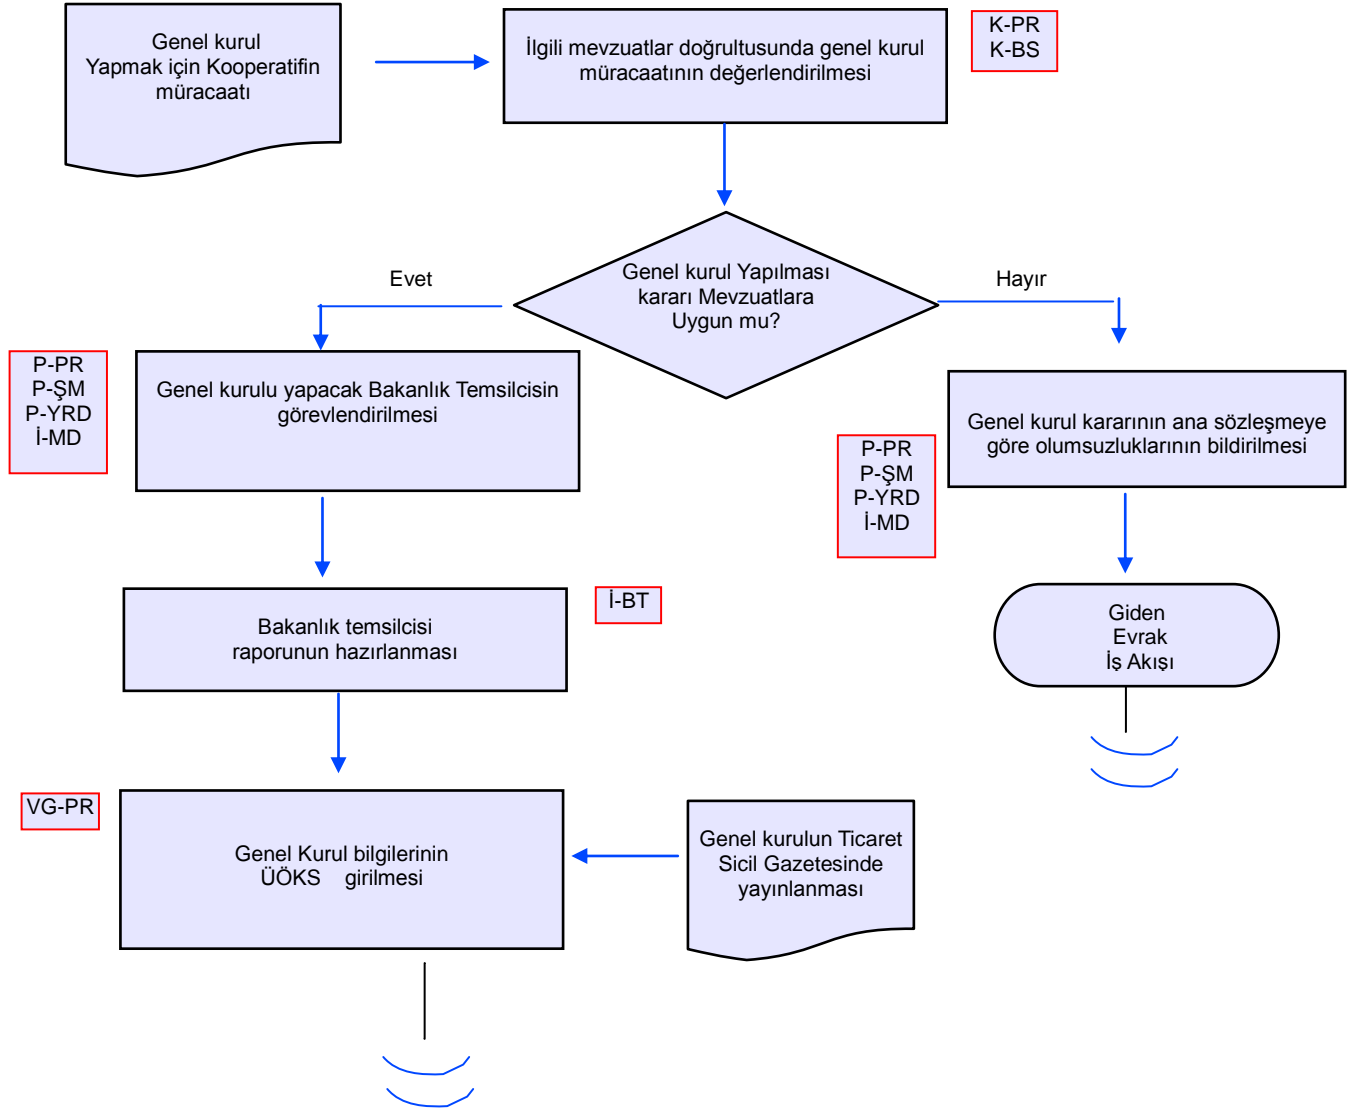 Genel kurul
Yapmak için Kooperatifin
müracaatı
İlgili mevzuatlar doğrultusunda genel kurul
müracaatının değerlendirilmesi
K-PR
K-BS
Genel kurul Yapılması
kararı Mevzuatlara
Uygun mu?
Evet
Hayır
P-PR
P-ŞM
P-YRD
İ-MD
Genel kurulu yapacak Bakanlık Temsilcisin
görevlendirilmesi
Genel kurul kararının ana sözleşmeye
göre olumsuzluklarının bildirilmesi
P-PR
P-ŞM
P-YRD
İ-MD
Bakanlık temsilcisi
raporunun hazırlanması
İ-BT
Giden
Evrak
İş Akışı
VG-PR
Genel Kurul bilgilerinin
ÜÖKS girilmesi
Genel kurulun Ticaret
Sicil Gazetesinde
yayınlanması